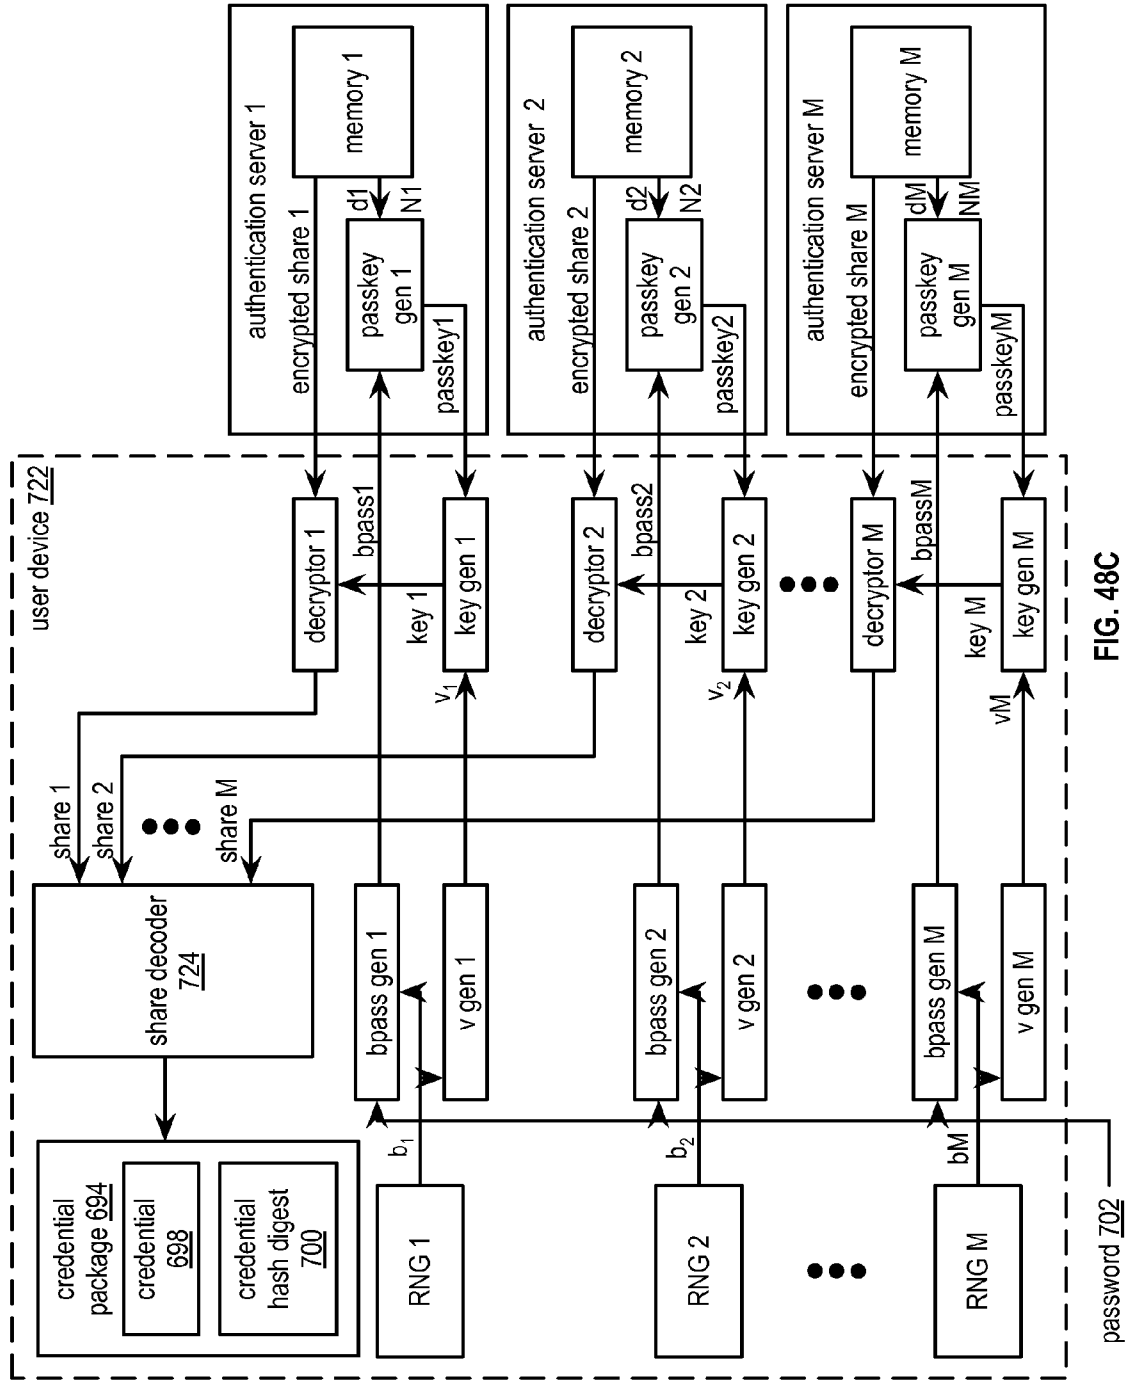 user device 722
credential
package 694
credential
698
credential
hash digest
700
share decoder
724
share 1
share 2
share M
decryptor 1
encrypted share 1
authentication server 1
memory 1
d1
N1
passkey
gen 1
passkey1
RNG 1
b1
bpass gen 1
bpass1
v gen 1
v1
key gen 1
key 1
decryptor 2
encrypted share 2
authentication server 2
memory 2
d2
N2
passkey
gen 2
passkey2
RNG 2
b2
bpass gen 2
bpass2
v gen 2
v2
key gen 2
key 2
decryptor M
encrypted share M
authentication server M
memory M
dM
NM
passkey
gen M
passkeyM
RNG M
bM
bpass gen M
bpassM
v gen M
vM
key gen M
key M
password 702
FIG. 48C